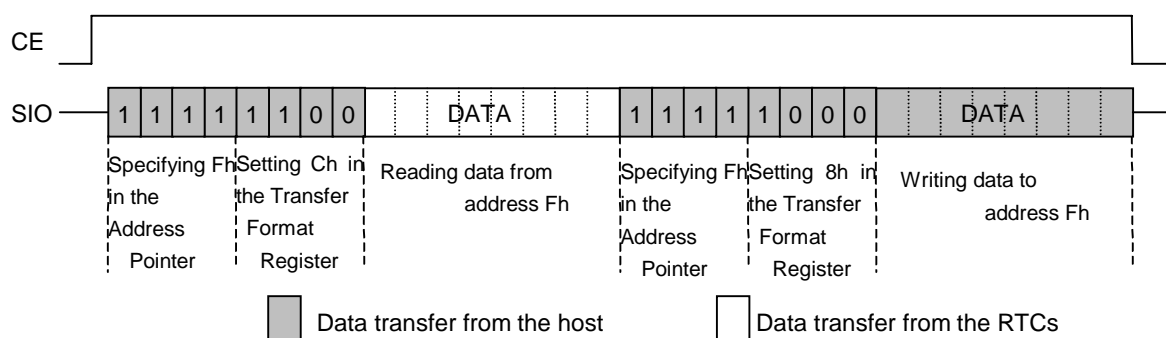 CE
SIO 1 1 1 1 1 1 0 0 DATA 1 1 1 1 1 0 0 0 DATA
Specifying Fh
in the
Address
Pointer
Setting Ch in
the Transfer
Format
Register
Reading data from
address Fh
Specifying Fh
in the
Address
Pointer
Setting 8h in
the Transfer
Format
Register
Writing data to
address Fh
Data transfer from the host
Data transfer from the RTCs